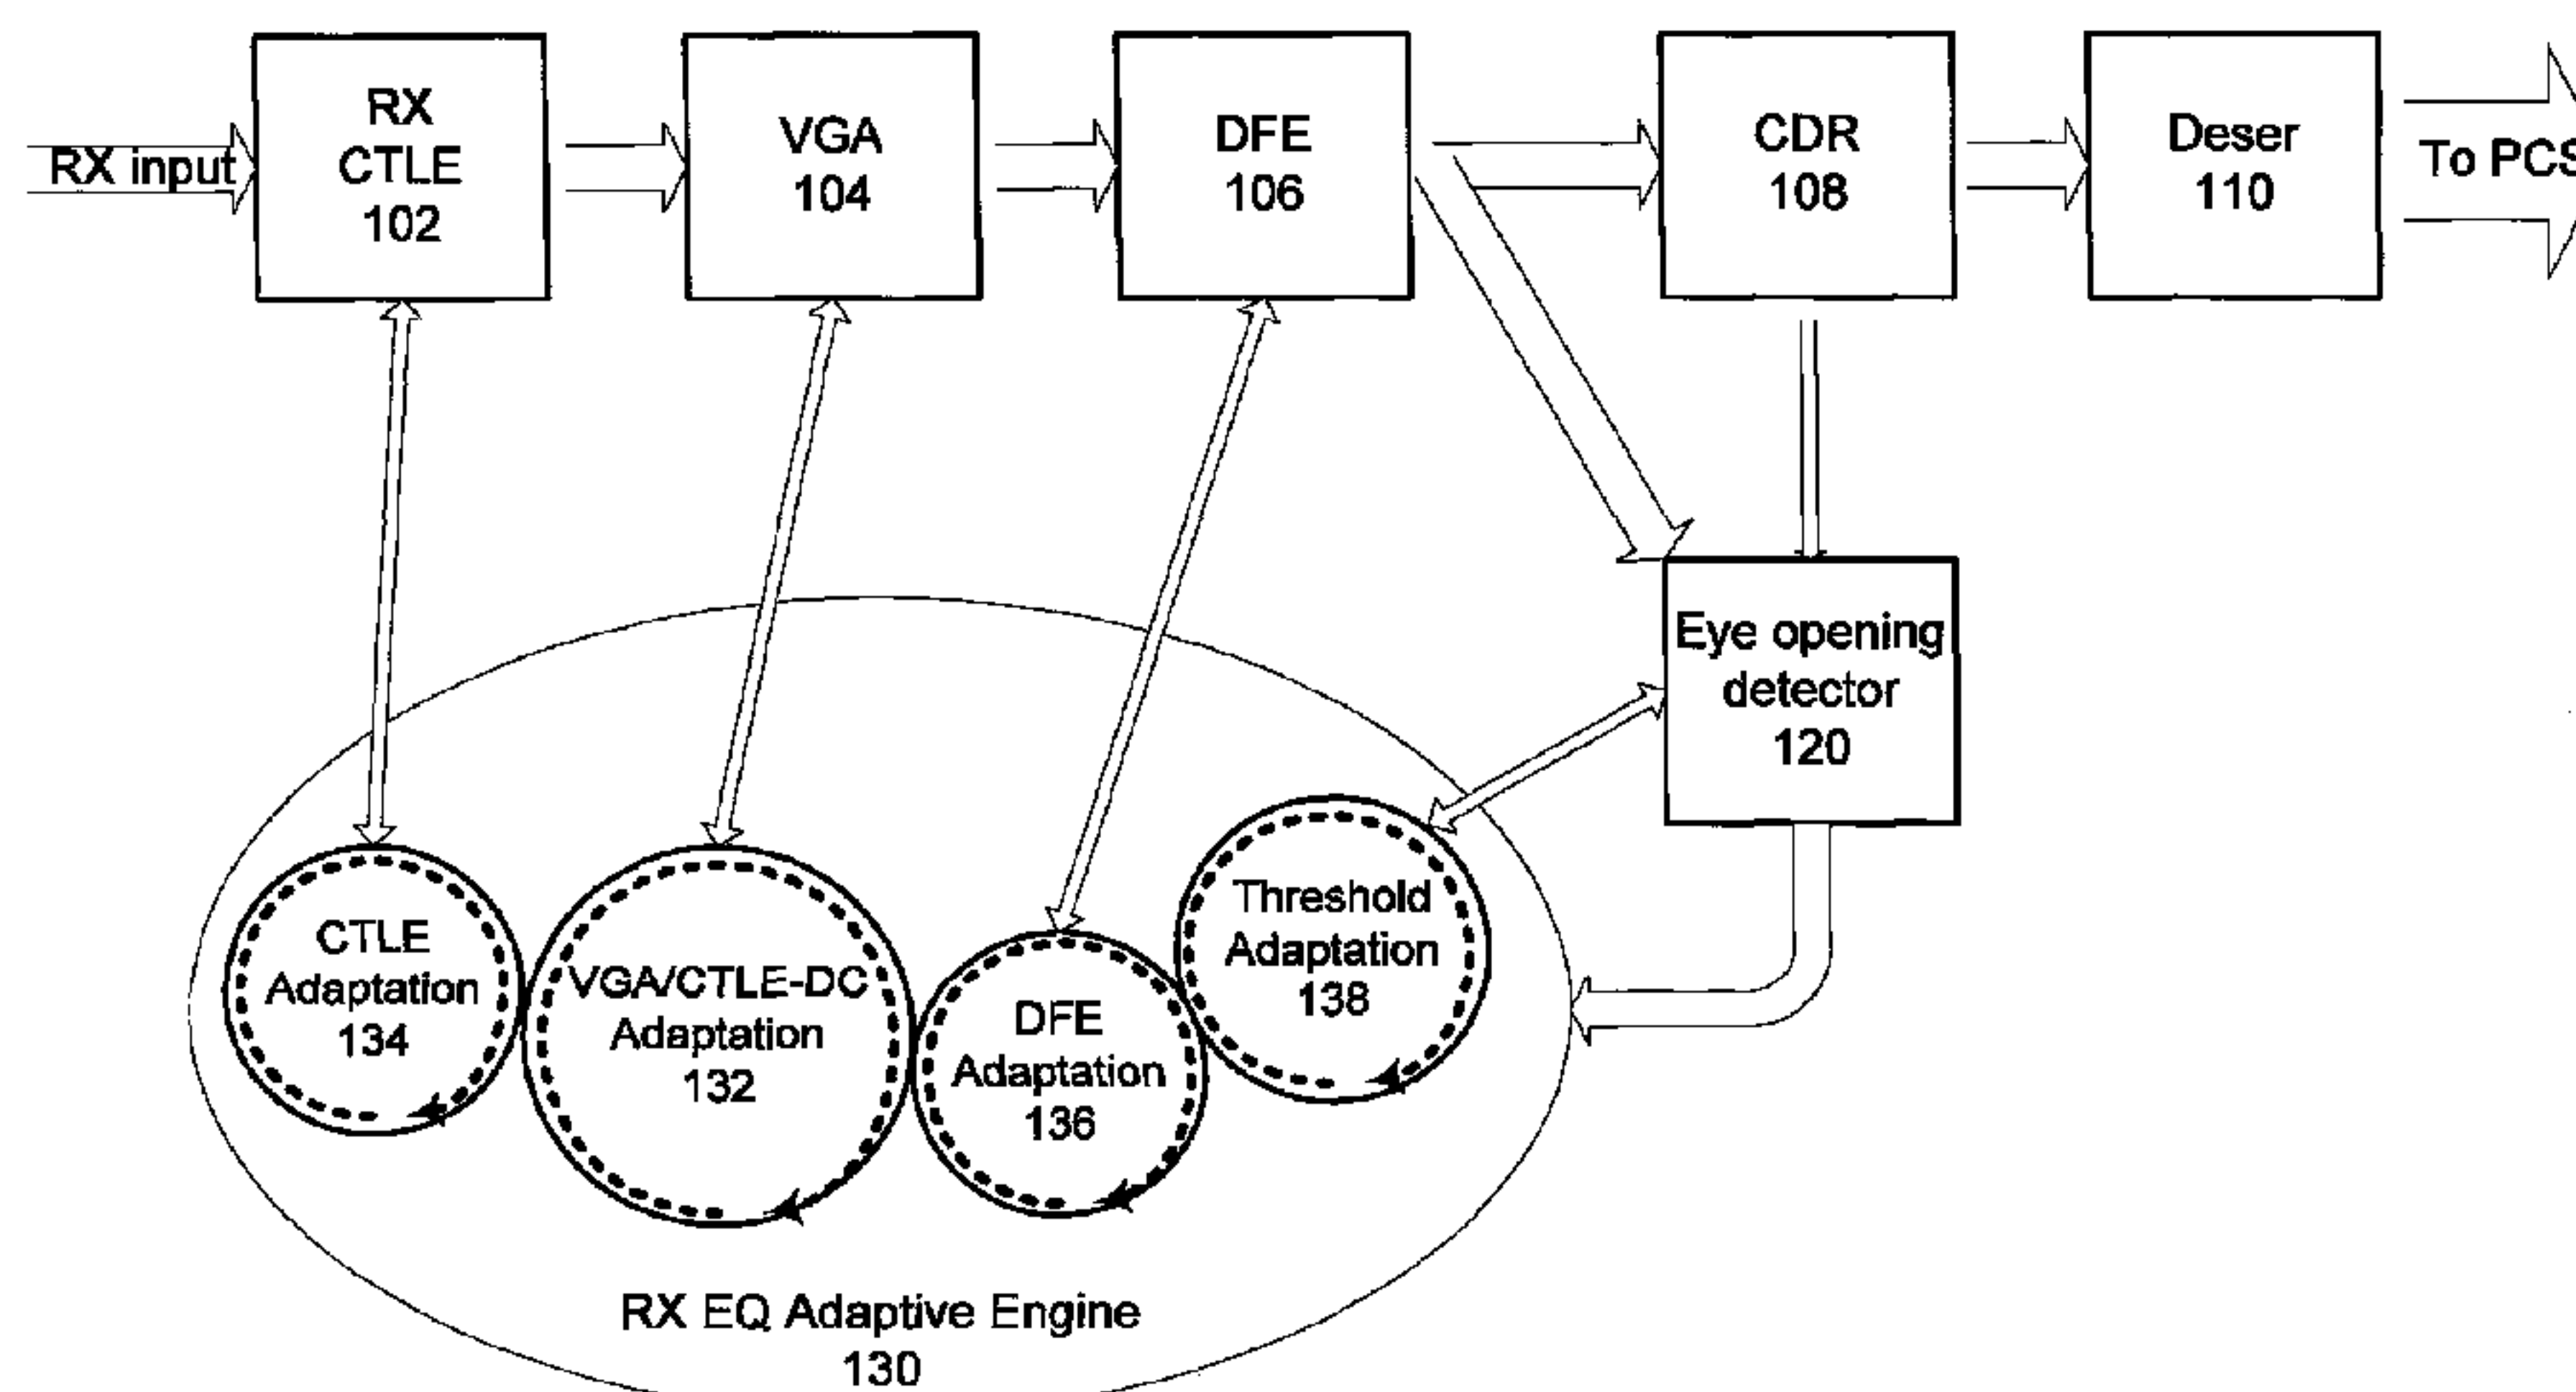 RX input
RX
CTLE
102
VGA
104
DFE
106
CDR
108
Deser
110
To PCS
Eye opening
detector
120
CTLE
Adaptation
134
VGA/CTLE-DC
Adaptation
132
DFE
Adaptation
136
Threshold
Adaptation
138
RX EQ Adaptive Engine
130